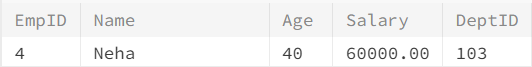 EmpID Name Age Salary DeptID
4 Neha 40 60000.00 103